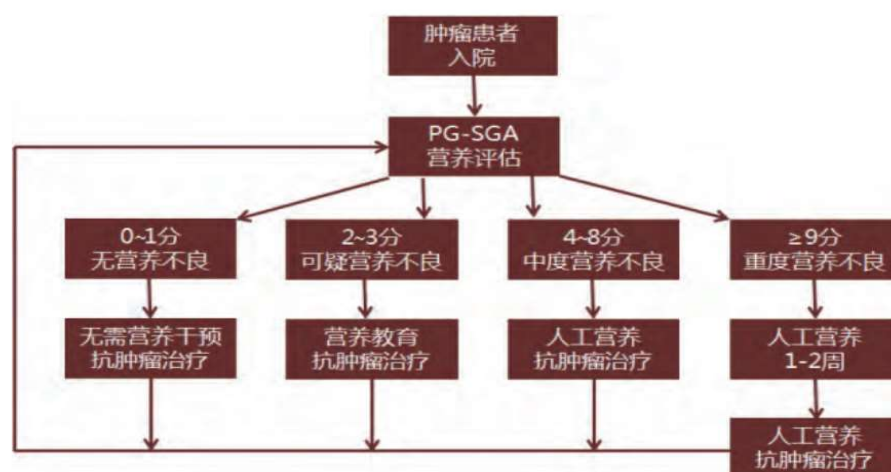 肿瘤患者
入院
PG-SGA
营养评估
0~1分
无营养不良
2~3分
可疑营养不良
4~8分
中度营养不良
≥9分
重度营养不良
无需营养干预
抗肿瘤治疗
营养教育
抗肿瘤治疗
人工营养
抗肿瘤治疗
人工营养
1-2周
人工营养
抗肿瘤治疗